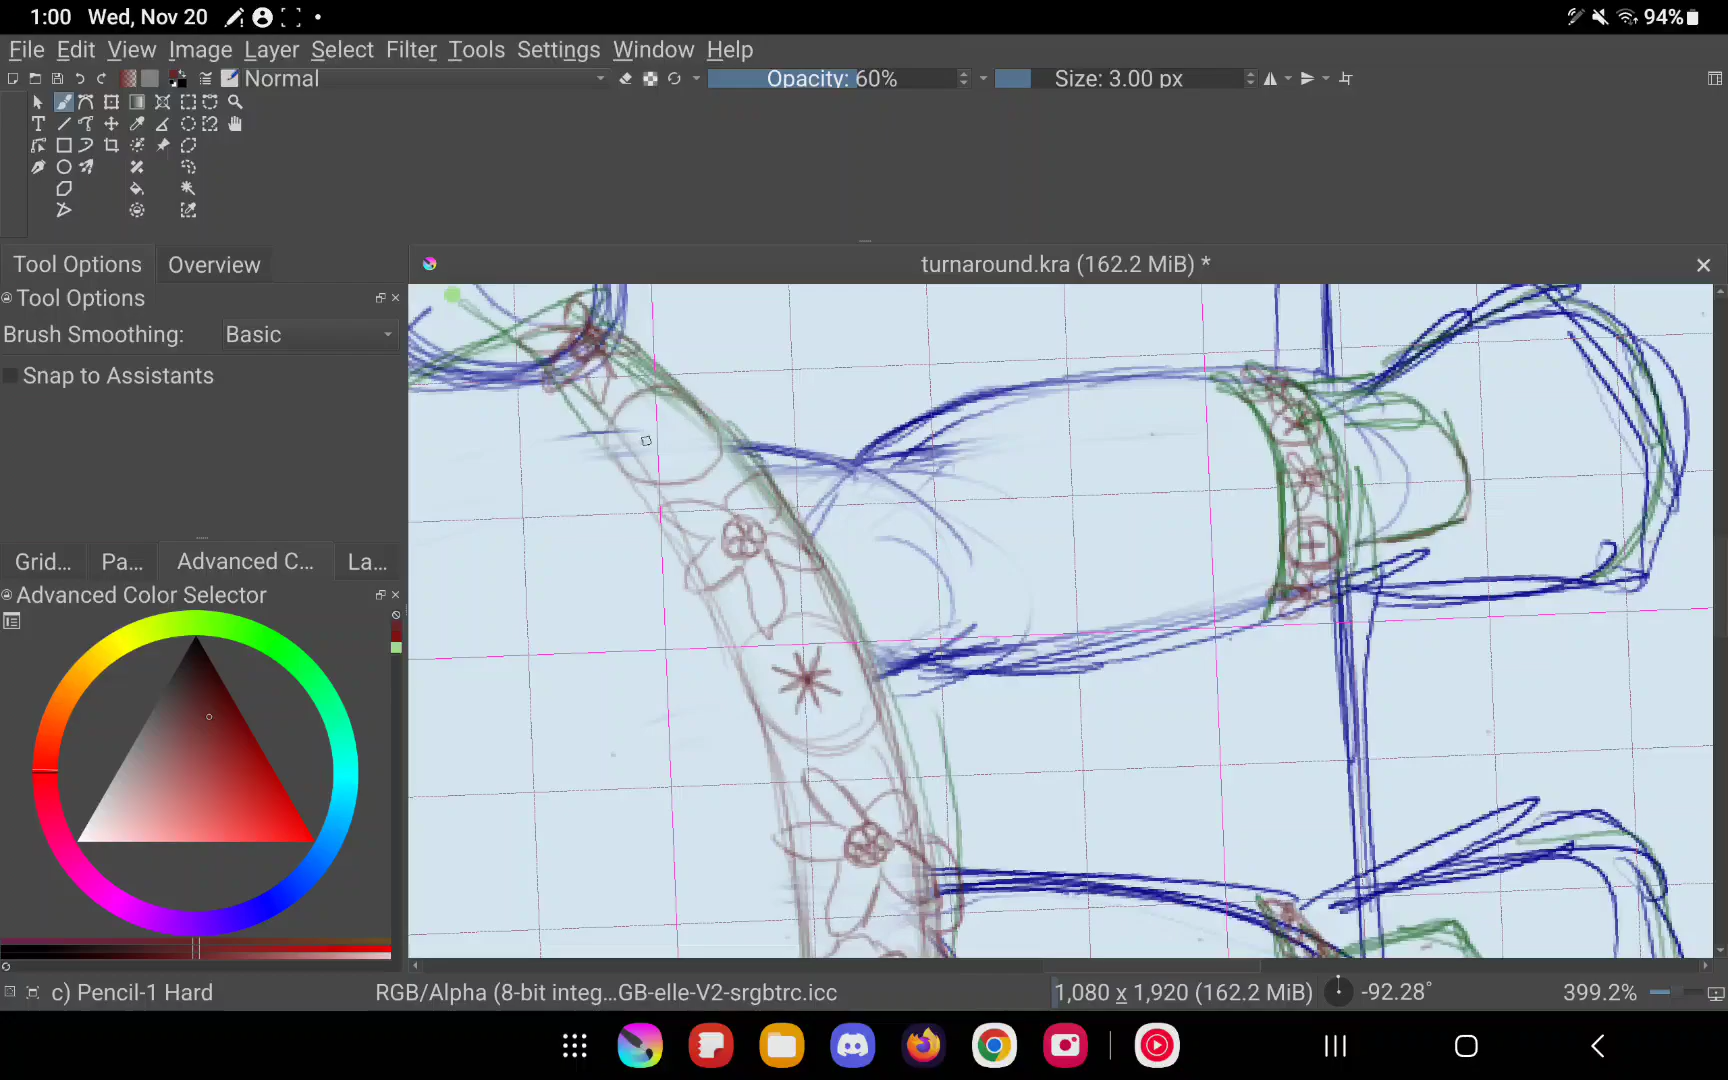 1:00 Wed, Nov 20 94%
File Edit View Image Layer Select Filter Tools Settings Window Help
Normal Opacity: 60% Size: 3.00 px
Tool Options Overview turnaround.kra (162.2 MiB) *
Tool Options
Brush Smoothing: Basic
Snap to Assistants
Grid... Pa... Advanced C... La...
Advanced Color Selector
c) Pencil-1 Hard RGB/Alpha (8-bit integ...GB-elle-V2-srgbtrc.icc 1,080 x 1,920 (162.2 MiB) -92.28° 399.2%